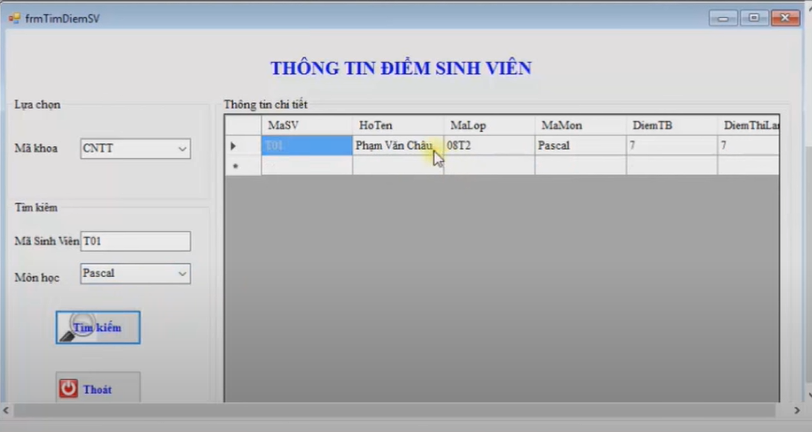 frmTimDiemSV
THÔNG TIN ĐIỂM SINH VIÊN
Lựa chọn
Mã khoa CNTT
Tìm kiếm
Mã Sinh Viên T01
Môn học Pascal
Tìm kiếm
Thoát
Thông tin chi tiết
MaSV HoTen MaLop MaMon DiemTB DiemThiLan
T01 Phạm Văn Châu 08T2 Pascal 7 7